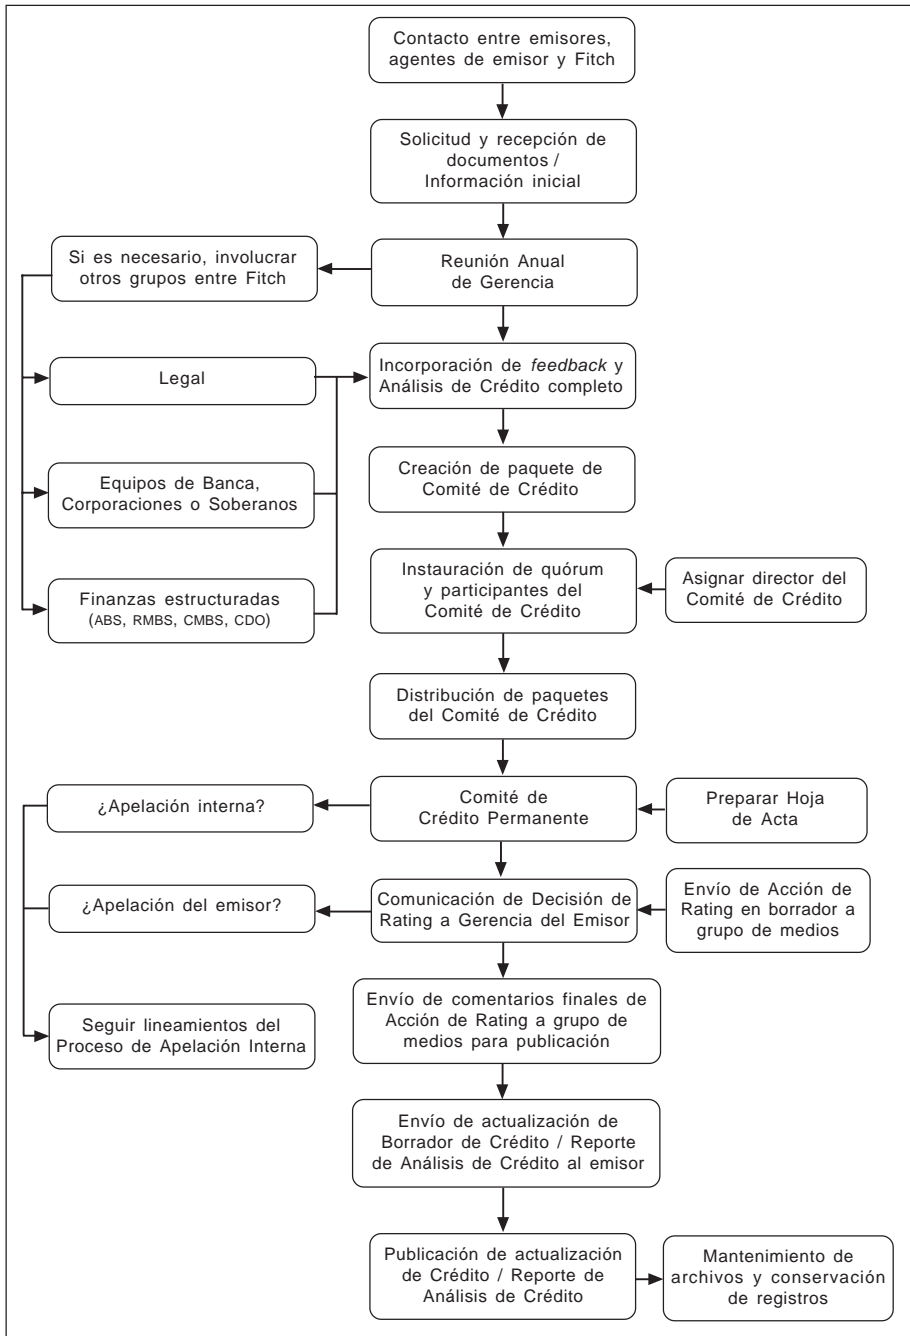 Contacto entre emisores,
agentes de emisor y Fitch
Solicitud y recepción de
documentos /
Información inicial
Si es necesario, involucrar
otros grupos entre Fitch
Reunión Anual
de Gerencia
Legal
Incorporación de feedback y
Análisis de Crédito completo
Equipos de Banca,
Corporaciones o Soberanos
Creación de paquete de
Comité de Crédito
Finanzas estructuradas
(ABS, RMBS, CMBS, CDO)
Instauración de quórum
y participantes del
Comité de Crédito
Asignar director del
Comité de Crédito
Distribución de paquetes
del Comité de Crédito
¿Apelación interna?
Comité de
Crédito Permanente
Preparar Hoja
de Acta
¿Apelación del emisor?
Comunicación de Decisión de
Rating a Gerencia del Emisor
Envío de Acción de
Rating en borrador a
grupo de medios
Seguir lineamientos del
Proceso de Apelación Interna
Envío de comentarios finales de
Acción de Rating a grupo de
medios para publicación
Envío de actualización de
Borrador de Crédito / Reporte
de Análisis de Crédito al emisor
Publicación de actualización
de Crédito / Reporte de
Análisis de Crédito
Mantenimiento de
archivos y conservación
de registros